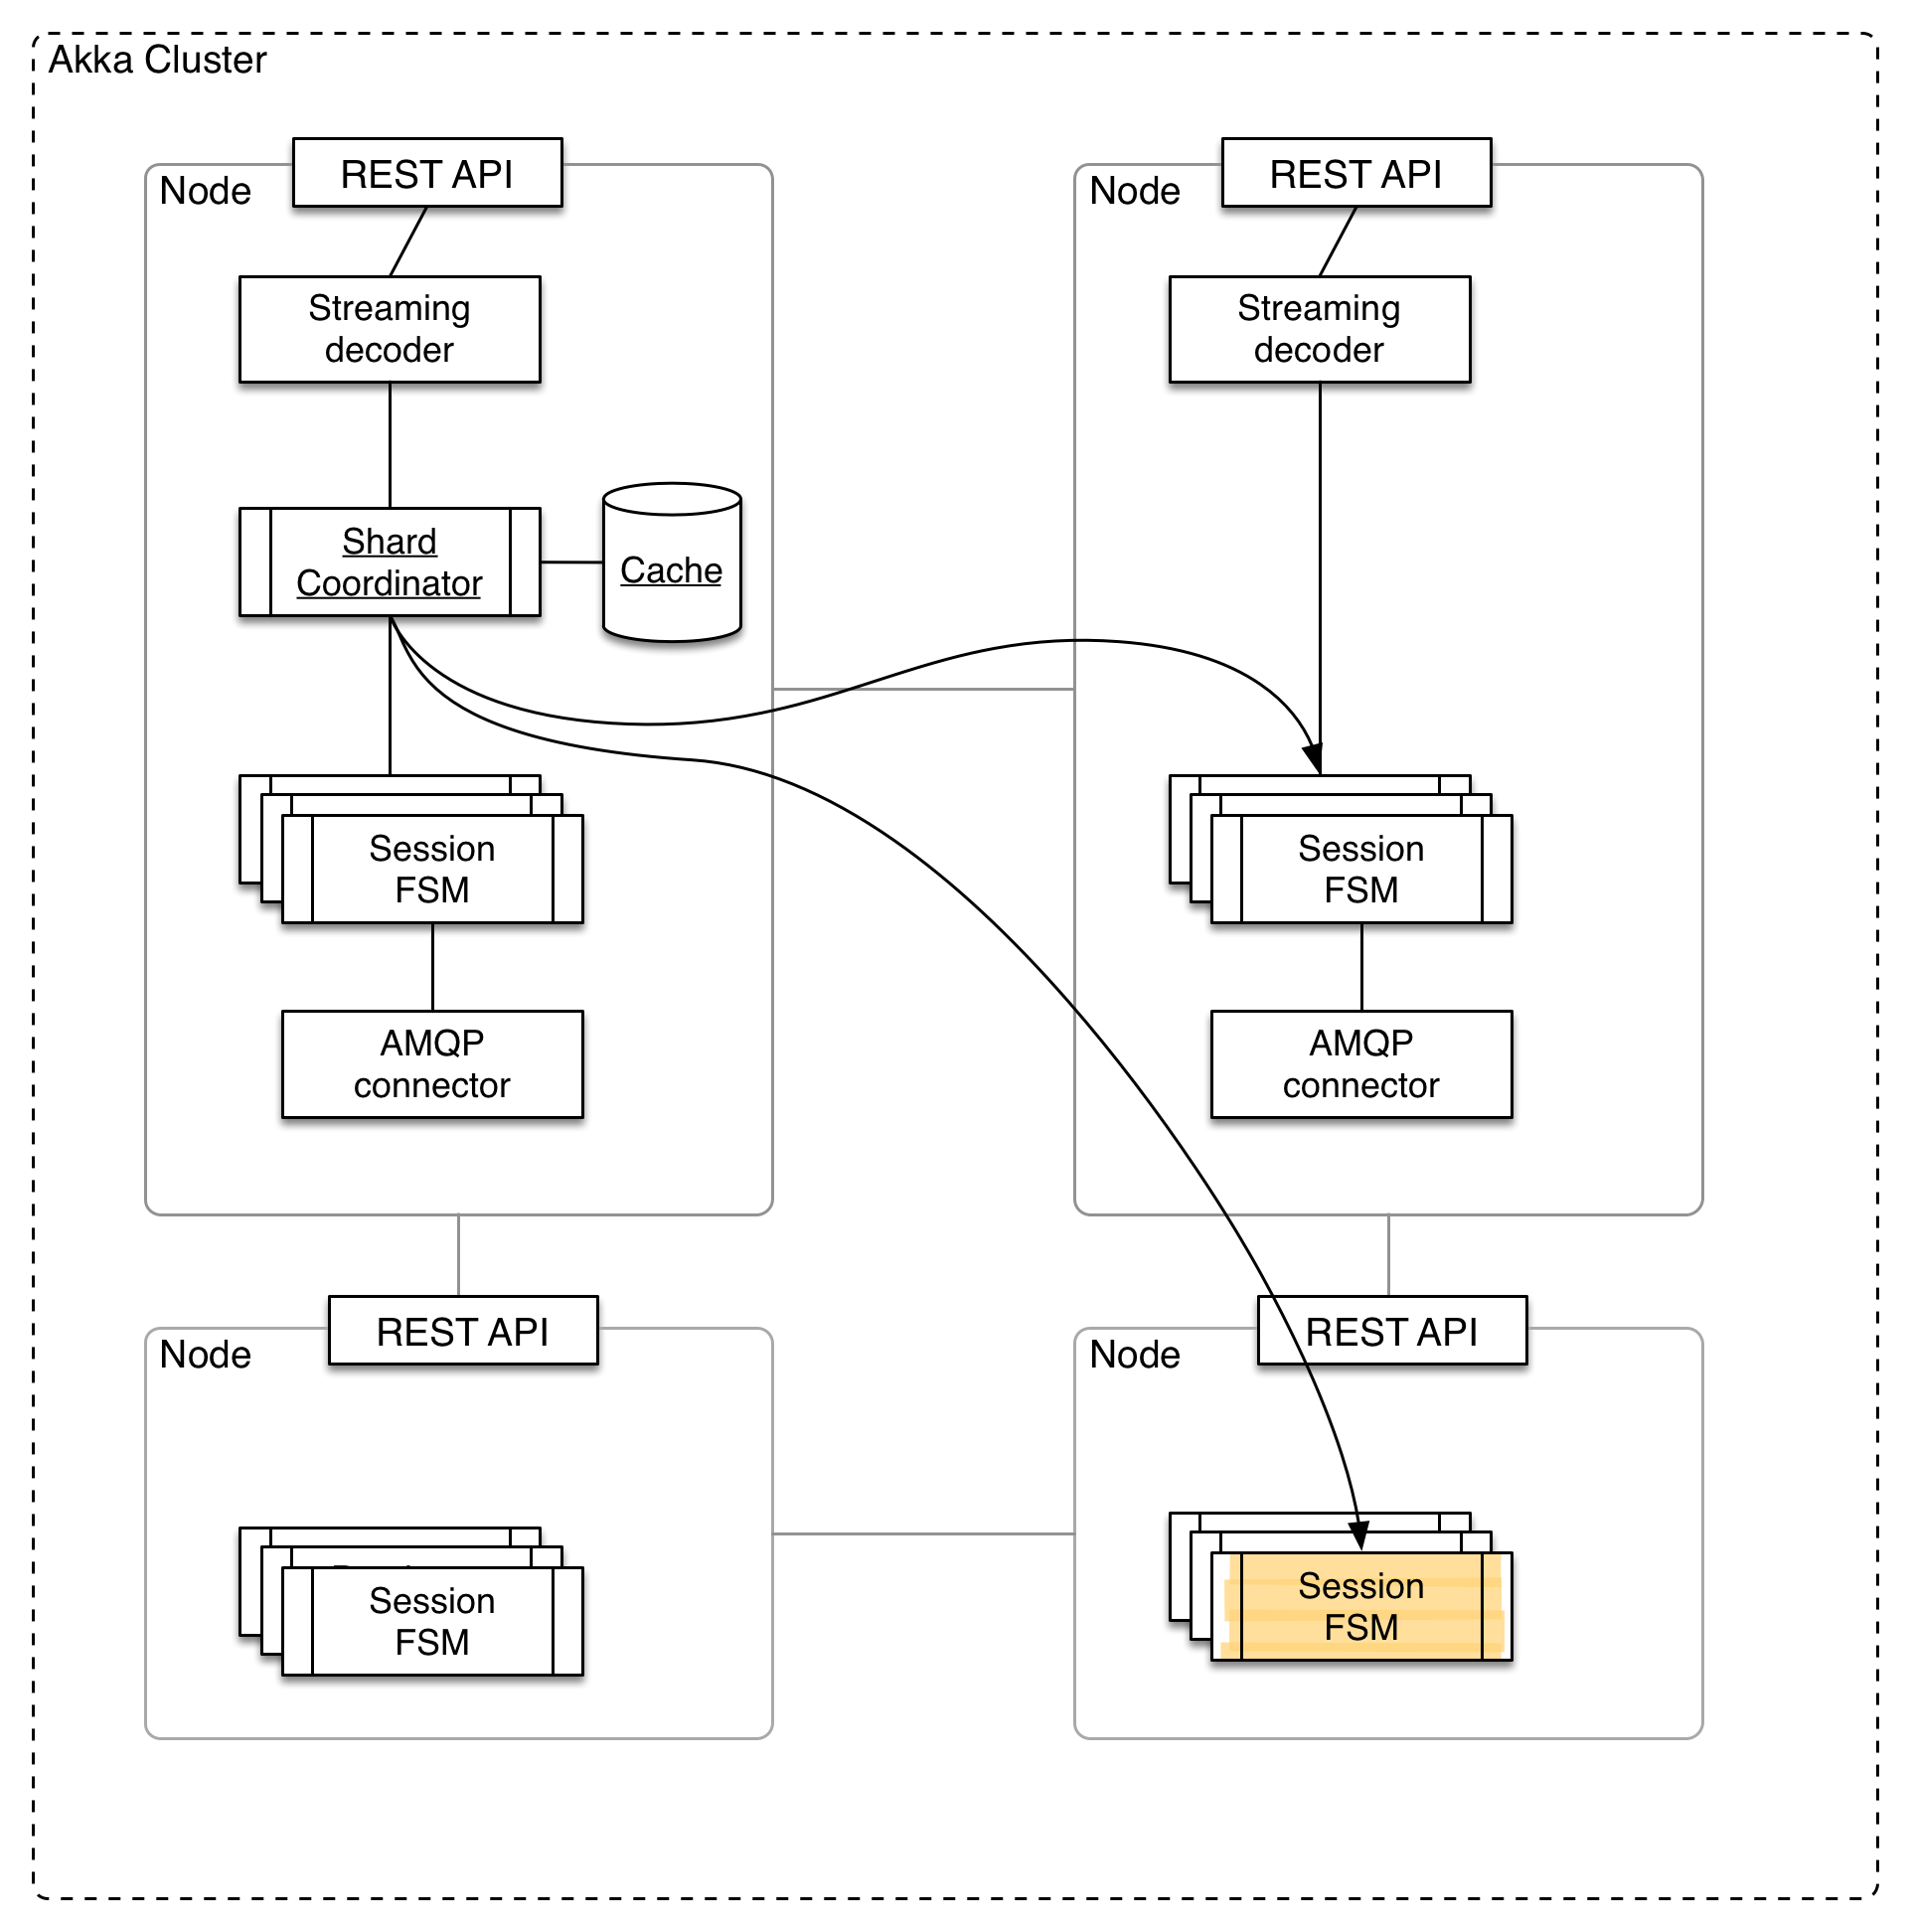 Akka Cluster
Node
REST API
Streaming
decoder
Shard
Coordinator
Cache
Session
FSM
AMQP
connector
Node
REST API
Streaming
decoder
Session
FSM
AMQP
connector
Node
REST API
Session
FSM
Node
REST API
Session
FSM